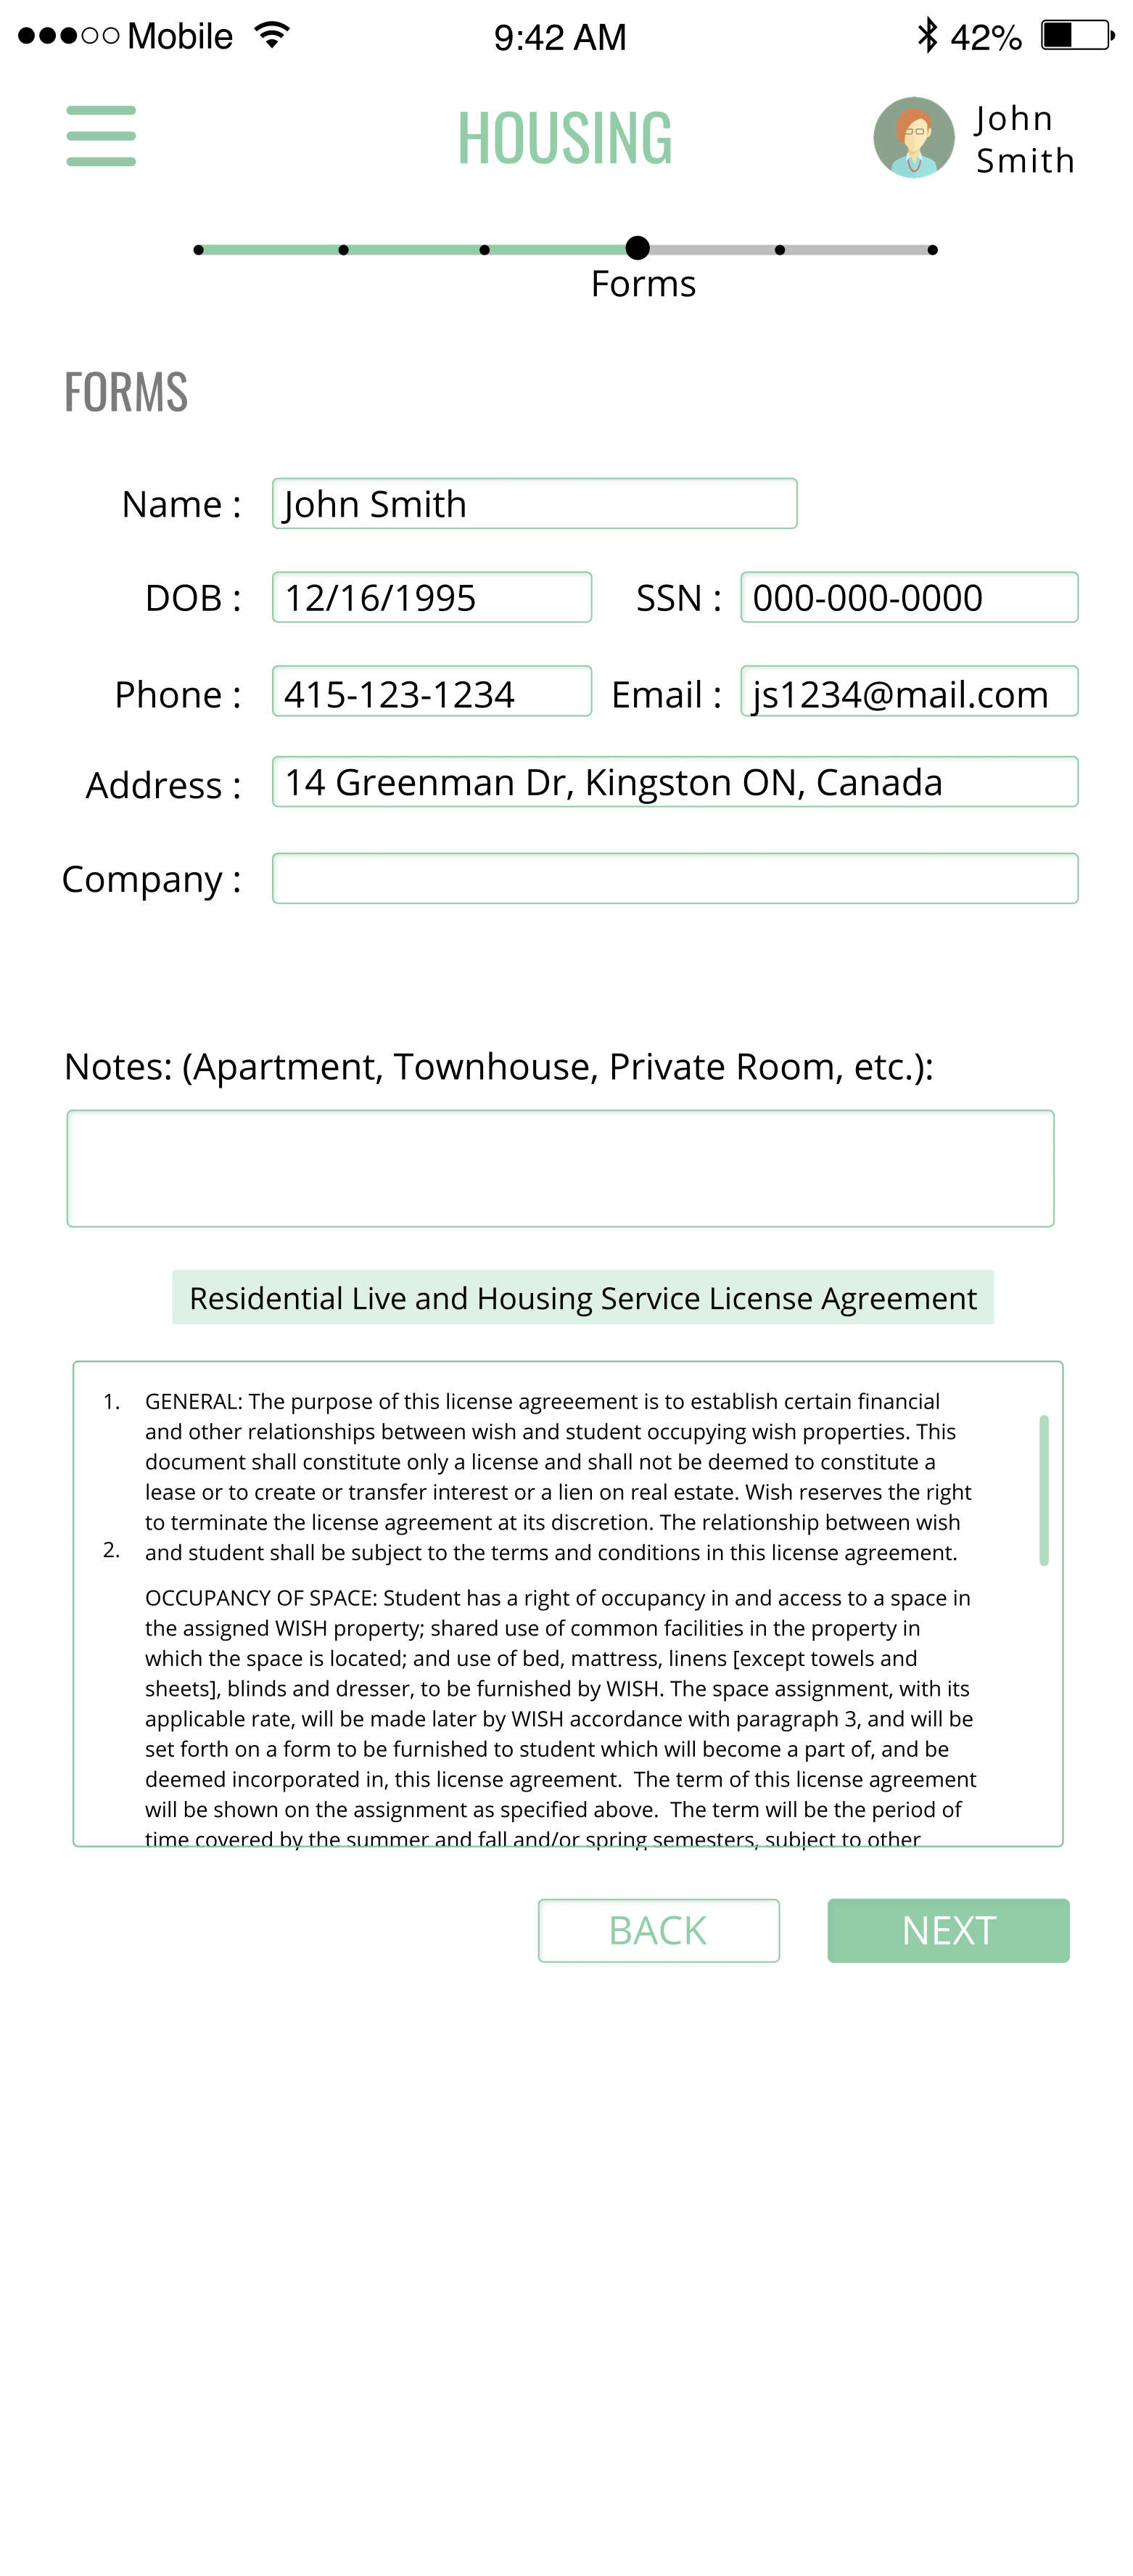 Mobile 9:42 AM 42%
HOUSING
John
Smith
Forms
FORMS
Name : John Smith
DOB : 12/16/1995 SSN : 000-000-0000
Phone : 415-123-1234 Email : js1234@mail.com
Address : 14 Greenman Dr, Kingston ON, Canada
Company :
Notes: (Apartment, Townhouse, Private Room, etc.):
Residential Live and Housing Service License Agreement
1. GENERAL: The purpose of this license agreeement is to establish certain financial
and other relationships between wish and student occupying wish properties. This
document shall constitute only a license and shall not be deemed to constitute a
lease or to create or transfer interest or a lien on real estate. Wish reserves the right
to terminate the license agreement at its discretion. The relationship between wish
2. and student shall be subject to the terms and conditions in this license agreement.
OCCUPANCY OF SPACE: Student has a right of occupancy in and access to a space in
the assigned WISH property; shared use of common facilities in the property in
which the space is located; and use of bed, mattress, linens [except towels and
sheets], blinds and dresser, to be furnished by WISH. The space assignment, with its
applicable rate, will be made later by WISH accordance with paragraph 3, and will be
set forth on a form to be furnished to student which will become a part of, and be
deemed incorporated in, this license agreement. The term of this license agreement
will be shown on the assignment as specified above. The term will be the period of
time covered by the summer and fall and/or spring semesters, subject to other
BACK NEXT